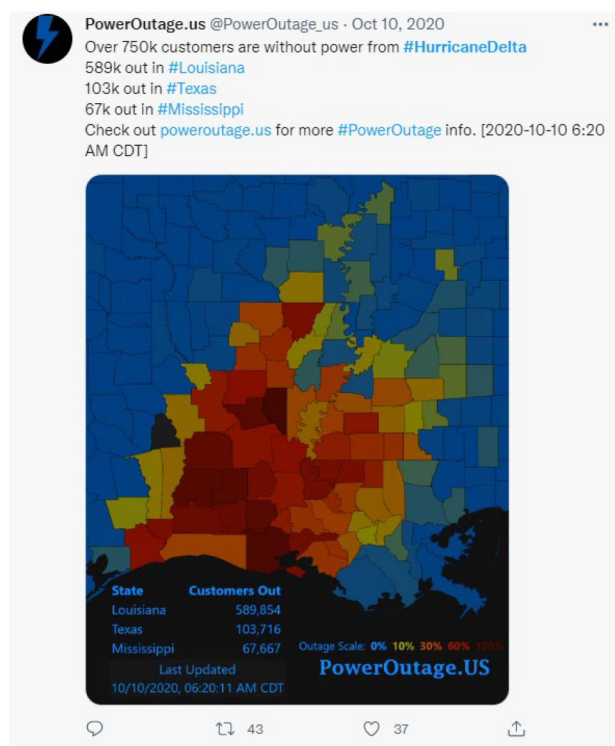 PowerOutage.us @PowerOutage_us · Oct 10, 2020
Over 750k customers are without power from #HurricaneDelta
589k out in #Louisiana
103k out in #Texas
67k out in #Mississippi
Check out poweroutage.us for more #PowerOutage info. [2020-10-10 6:20
AM CDT]
State Customers Out
Louisiana 589,854
Texas 103,716
Mississippi 67,667
Last Updated
10/10/2020, 06:20:11 AM CDT
Outage Scale: 0% 10% 30% 60% 100%
PowerOutage.US
43 37